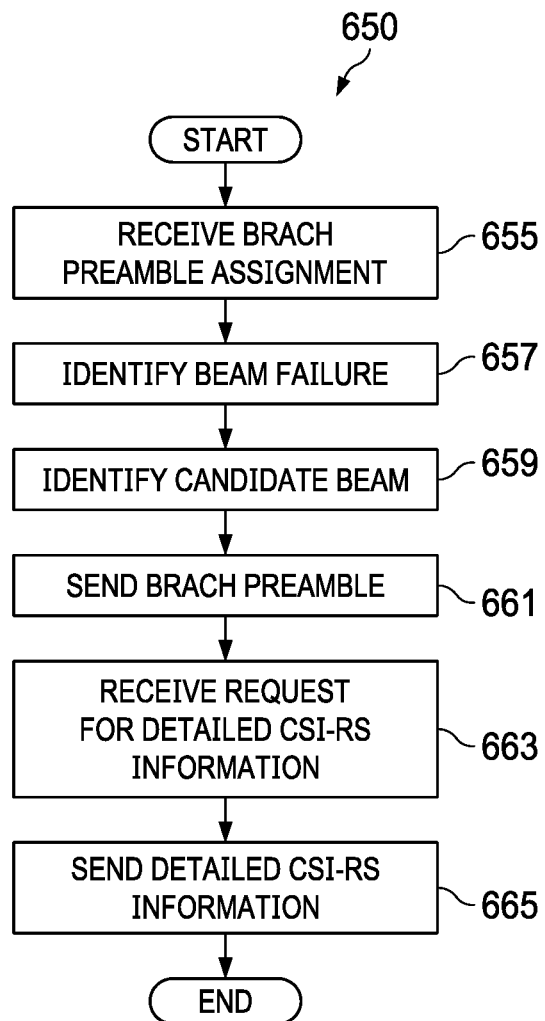 650
START
RECEIVE BRACH
PREAMBLE ASSIGNMENT
655
IDENTIFY BEAM FAILURE
657
IDENTIFY CANDIDATE BEAM
659
SEND BRACH PREAMBLE
661
RECEIVE REQUEST
FOR DETAILED CSI-RS
INFORMATION
663
SEND DETAILED CSI-RS
INFORMATION
665
END